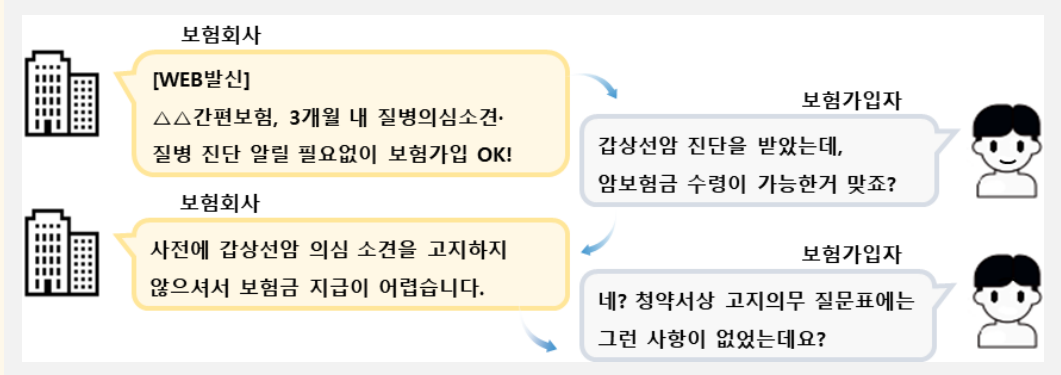 보험회사
[WEB발신]
△△간편보험, 3개월 내 질병의심소견·
질병 진단 알릴 필요없이 보험가입 OK!
보험가입자
갑상선암 진단을 받았는데,
암보험금 수령이 가능한거 맞죠?
보험회사
사전에 갑상선암 의심 소견을 고지하지
않으셔서 보험금 지급이 어렵습니다.
보험가입자
네? 청약서상 고지의무 질문표에는
그런 사항이 없었는데요?